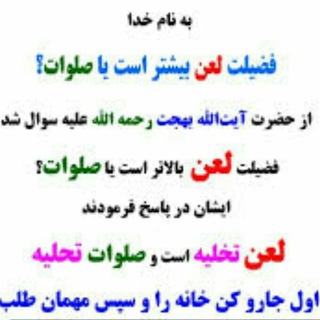 به نام خدا
فضیلت لعن بیشتر است یا صلوات؟
از حضرت آیت‌الله بهجت رحمه الله علیه سوال شد
فضیلت لعن بالاتر است یا صلوات؟
ایشان در پاسخ فرمودند
لعن تخلیه است و صلوات تحلیه
اول جارو کن خانه را و سپس مهمان طلب